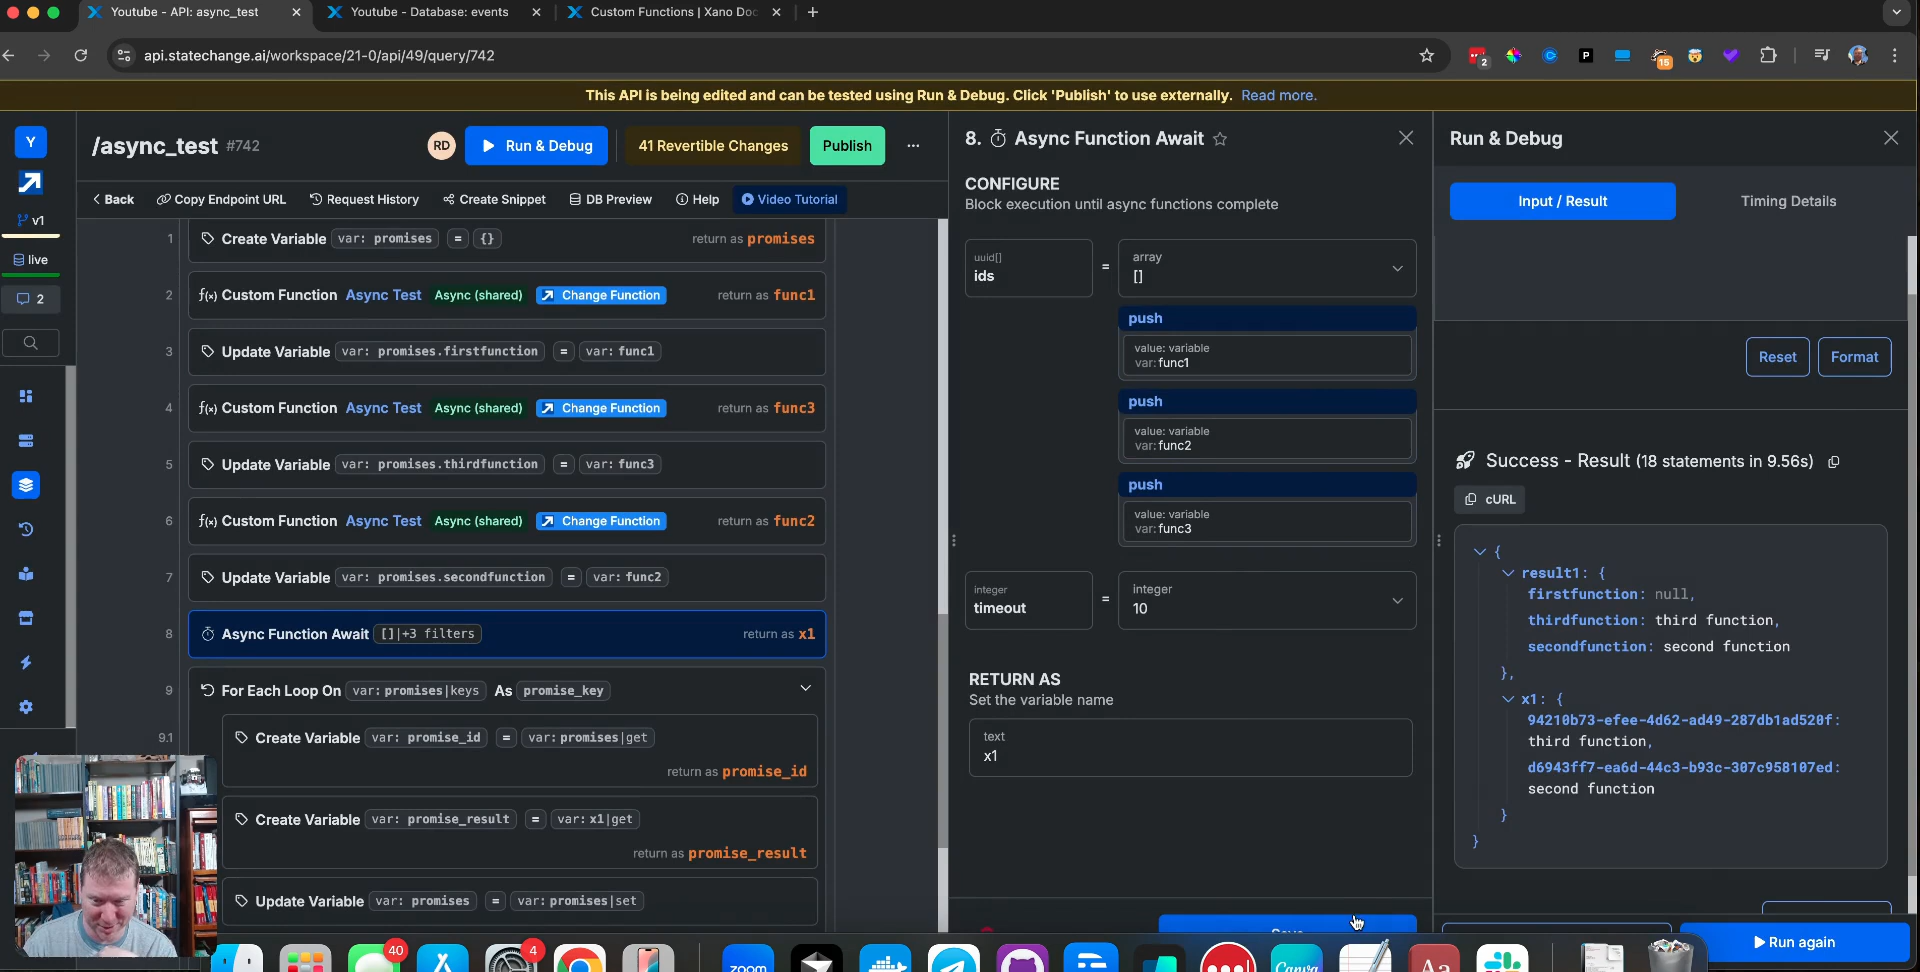 Youtube - API: async_test
Youtube - Database: events
Custom Functions | Xano Doc
api.statechange.ai/workspace/21-0/api/49/query/742
2
15
This API is being edited and can be tested using Run & Debug. Click 'Publish' to use externally. Read more.
Y
v1
live
2
/async_test #742
RD
Run & Debug
41 Revertible Changes
Publish
Back
Copy Endpoint URL
Request History
Create Snippet
DB Preview
Help
Video Tutorial
1 Create Variable var: promises = {} return as promises
2 f(x) Custom Function Async Test Async (shared) Change Function return as func1
3 Update Variable var: promises.firstfunction = var: func1
4 f(x) Custom Function Async Test Async (shared) Change Function return as func3
5 Update Variable var: promises.thirdfunction = var: func3
6 f(x) Custom Function Async Test Async (shared) Change Function return as func2
7 Update Variable var: promises.secondfunction = var: func2
8 Async Function Await []|+3 filters return as x1
9 For Each Loop On var: promises|keys As promise_key
9.1 Create Variable var: promise_id = var: promises|get
return as promise_id
Create Variable var: promise_result = var: x1|get
return as promise_result
Update Variable var: promises = var: promises|set
8. Async Function Await
CONFIGURE
Block execution until async functions complete
uuid[]
ids
=
array
[]
push
value: variable
var: func1
push
value: variable
var: func2
push
value: variable
var: func3
integer
timeout
=
integer
10
RETURN AS
Set the variable name
text
x1
Run & Debug
Input / Result
Timing Details
Reset
Format
Success - Result (18 statements in 9.56s)
cURL
{
result1: {
firstfunction: null,
thirdfunction: third function,
secondfunction: second function
},
x1: {
94210b73-efee-4d62-ad49-287db1ad520f:
third function,
d6943ff7-ea6d-44c3-b93c-307c958107ed:
second function
}
}
Run again
40
4
zoom
Canva
Aa